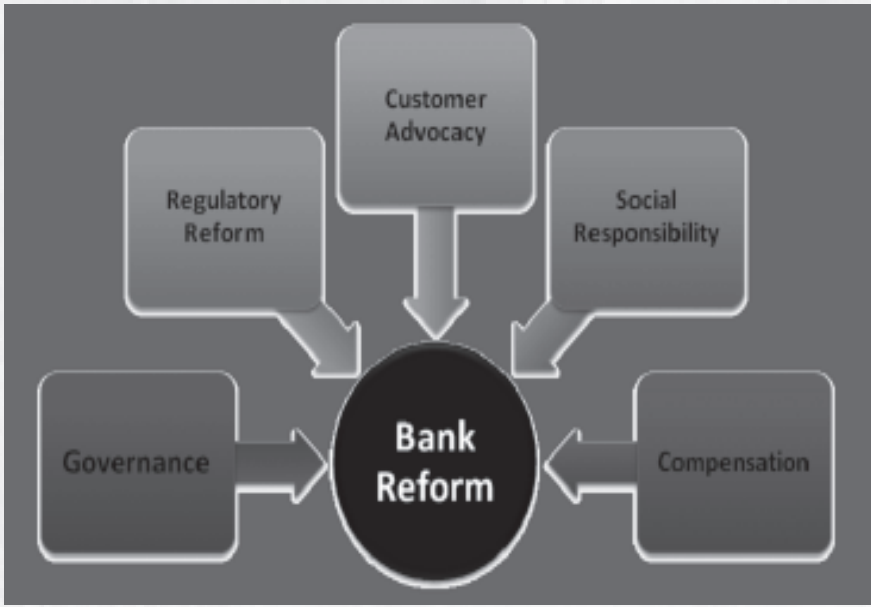 Customer
Advocacy
Regulatory
Reform
Social
Responsibility
Governance
Bank
Reform
Compensation